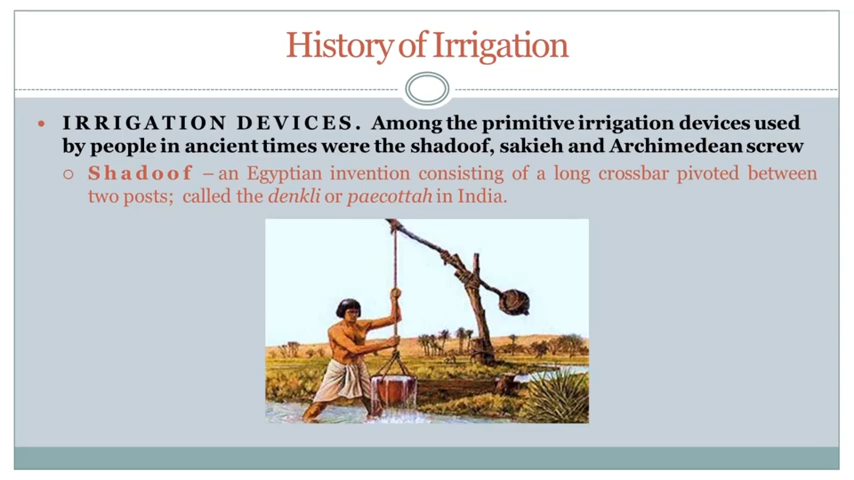 History of Irrigation
• IRRIGATION DEVICES. Among the primitive irrigation devices used
by people in ancient times were the shadoof, sakieh and Archimedean screw
○ Shadoof – an Egyptian invention consisting of a long crossbar pivoted between
two posts; called the denkli or paecottah in India.